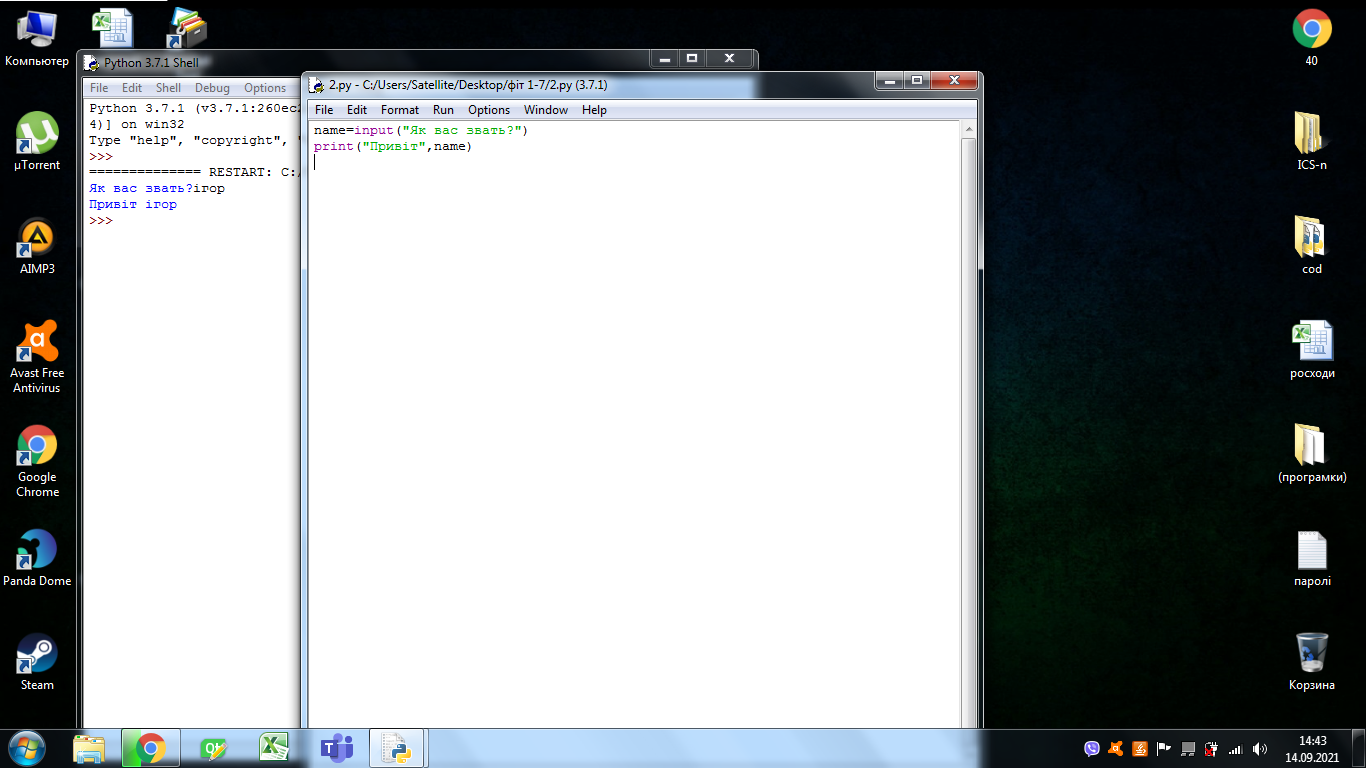 Компьютер
µTorrent
AIMP3
Avast Free
Antivirus
Google
Chrome
Panda Dome
Steam
Python 3.7.1 Shell
File Edit Shell Debug Options
Python 3.7.1 (v3.7.1:260ec2
4)] on win32
Type "help", "copyright", "
>>>
============== RESTART: C:/
Як вас звать?ігор
Привіт ігор
>>>
2.py - C:/Users/Satellite/Desktop/фіт 1-7/2.py (3.7.1)
File Edit Format Run Options Window Help
name=input("Як вас звать?")
print("Привіт",name)
40
ICS-n
cod
росходи
(програмки)
паролі
Корзина
14:43
14.09.2021